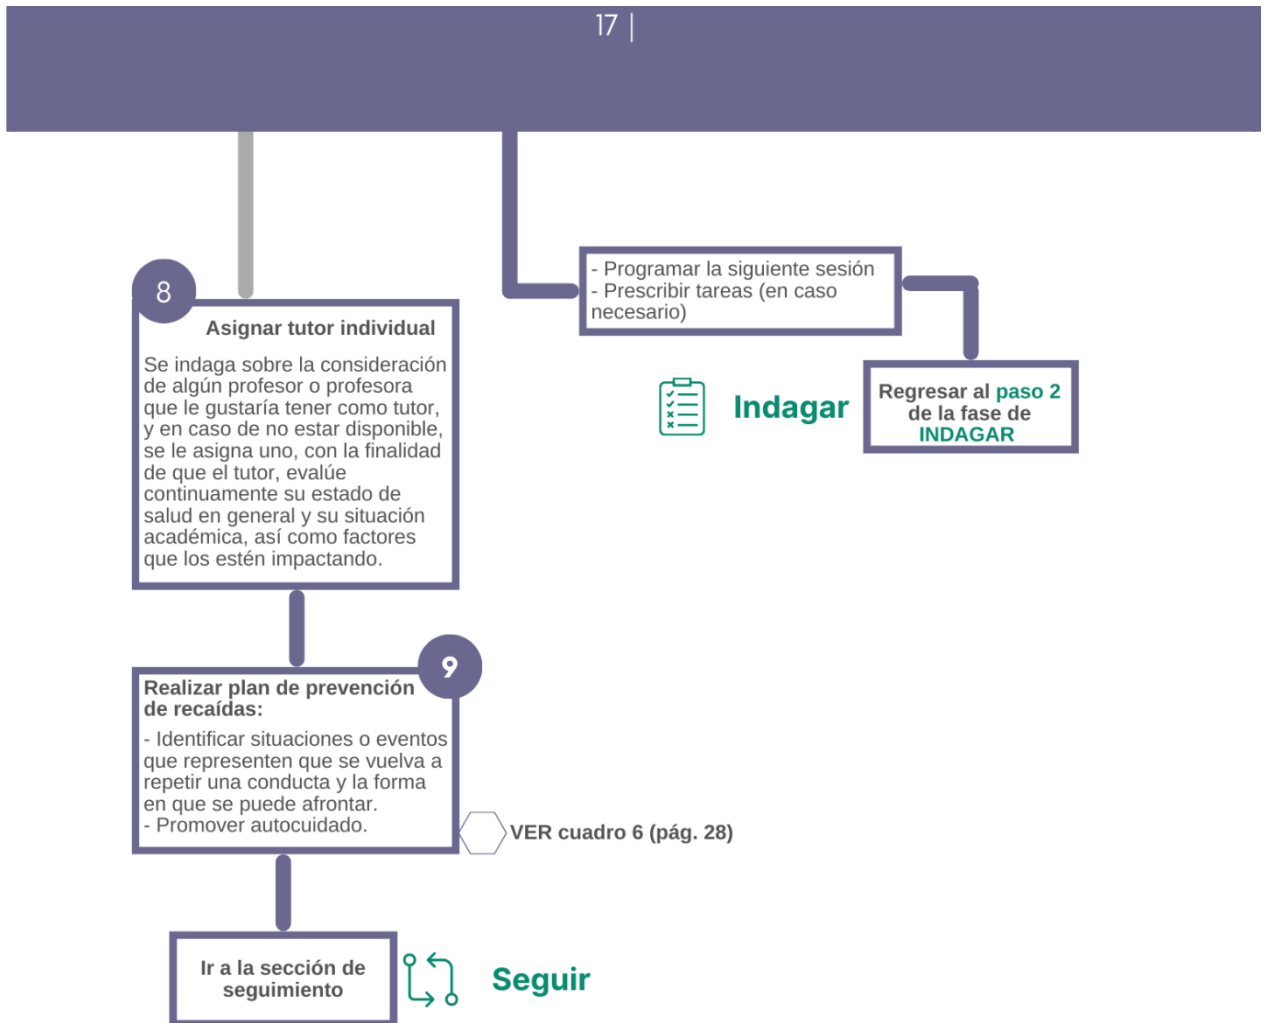 17 |
8
Asignar tutor individual
Se indaga sobre la consideración
de algún profesor o profesora
que le gustaría tener como tutor,
y en caso de no estar disponible,
se le asigna uno, con la finalidad
de que el tutor, evalúe
continuamente su estado de
salud en general y su situación
académica, así como factores
que los estén impactando.
- Programar la siguiente sesión
- Prescribir tareas (en caso
necesario)
Indagar
Regresar al paso 2
de la fase de
INDAGAR
9
Realizar plan de prevención
de recaídas:
- Identificar situaciones o eventos
que representen que se vuelva a
repetir una conducta y la forma
en que se puede afrontar.
- Promover autocuidado.
VER cuadro 6 (pág. 28)
Ir a la sección de
seguimiento
Seguir